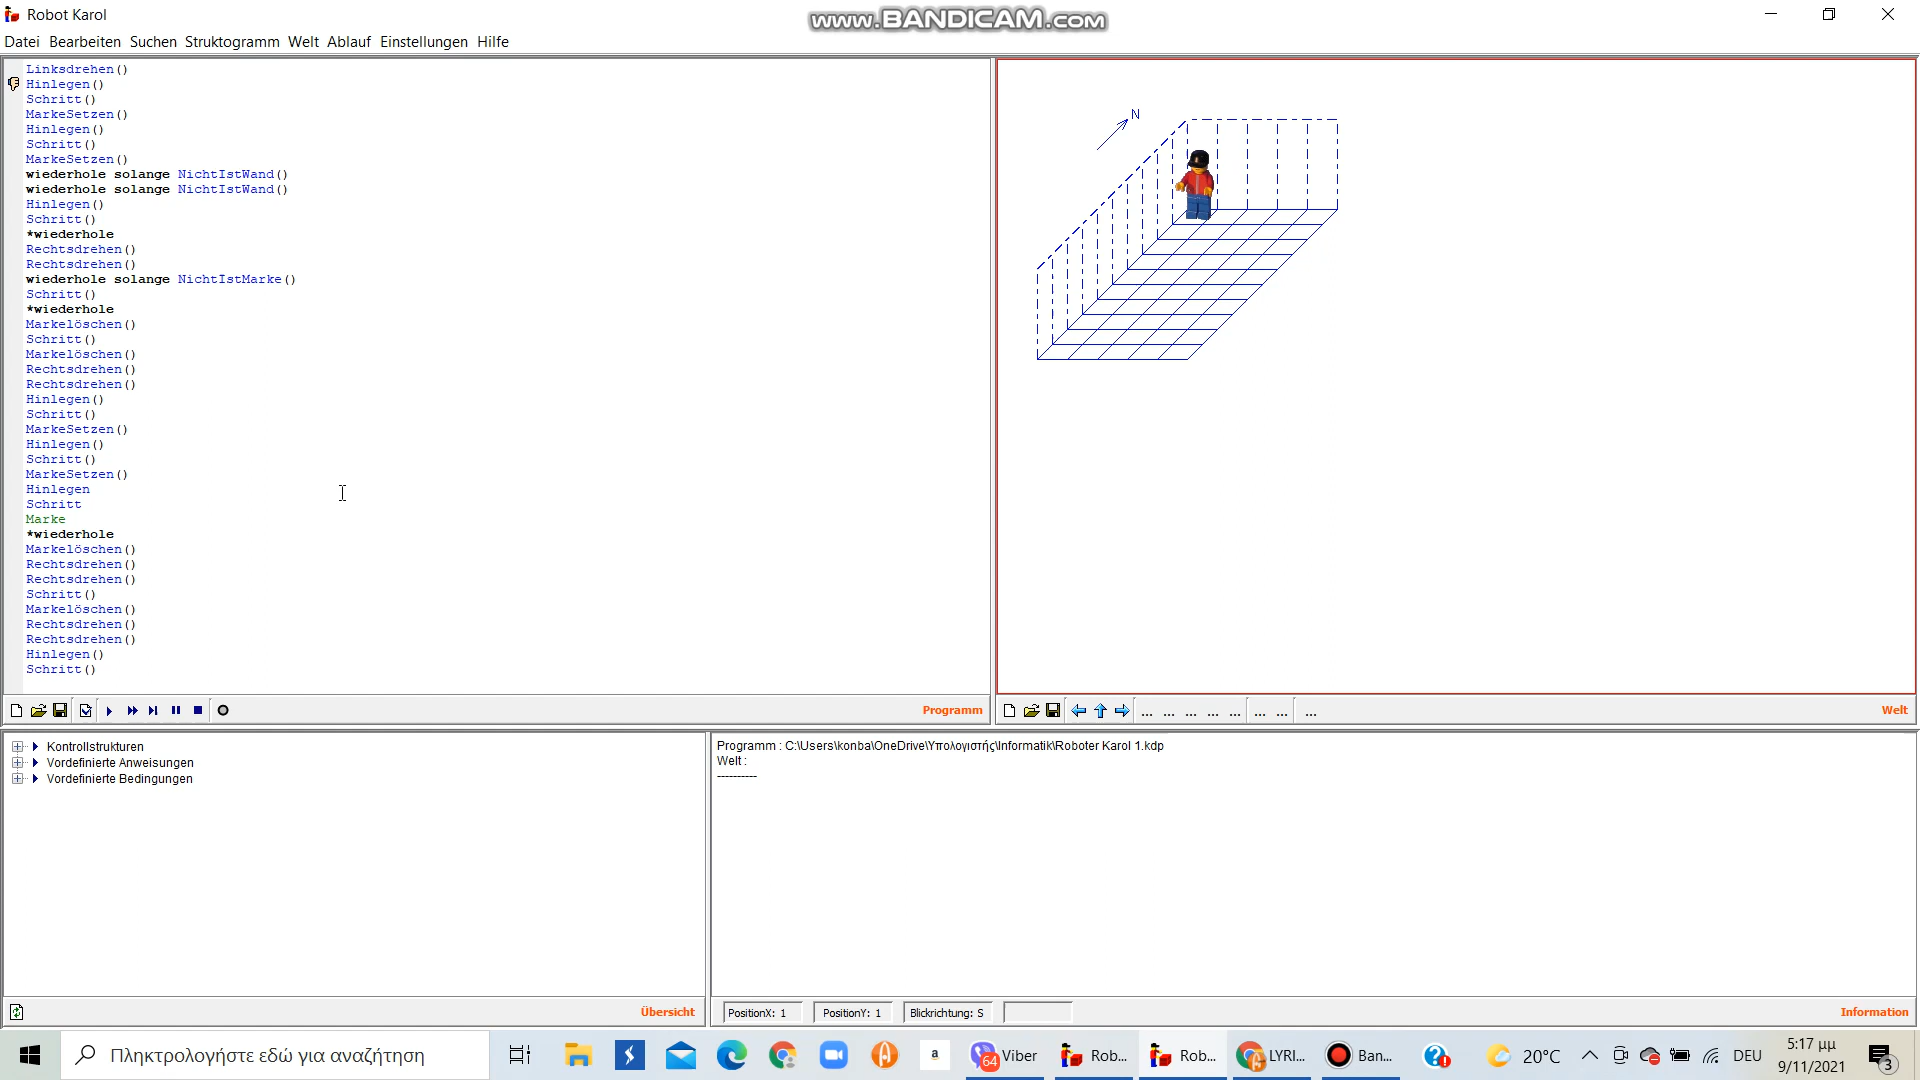 Robot Karol
www.BANDICAM.com
Datei Bearbeiten Suchen Struktogramm Welt Ablauf Einstellungen Hilfe
Linksdrehen()
Hinlegen()
Schritt()
MarkeSetzen()
Hinlegen()
Schritt()
MarkeSetzen()
wiederhole solange NichtIstWand()
wiederhole solange NichtIstWand()
Hinlegen()
Schritt()
*wiederhole
Rechtsdrehen()
Rechtsdrehen()
wiederhole solange NichtIstMarke()
Schritt()
*wiederhole
Markelöschen()
Schritt()
Markelöschen()
Rechtsdrehen()
Rechtsdrehen()
Hinlegen()
Schritt()
MarkeSetzen()
Hinlegen()
Schritt()
MarkeSetzen()
Hinlegen
Schritt
Marke
*wiederhole
Markelöschen()
Rechtsdrehen()
Rechtsdrehen()
Schritt()
Markelöschen()
Rechtsdrehen()
Rechtsdrehen()
Hinlegen()
Schritt()
Programm
N
... ... ... ... ... ... ... ...
Welt
Kontrollstrukturen
Vordefinierte Anweisungen
Vordefinierte Bedingungen
Übersicht
Programm : C:\Users\konba\OneDrive\Υπολογιστής\Informatik\Roboter Karol 1.kdp
Welt :
----------
PositionX: 1 PositionY: 1 Blickrichtung: S
Information
Πληκτρολογήστε εδώ για αναζήτηση
a
64 Viber
Rob...
Rob...
LYRI...
Ban...
20°C
DEU
5:17 μμ
9/11/2021
3